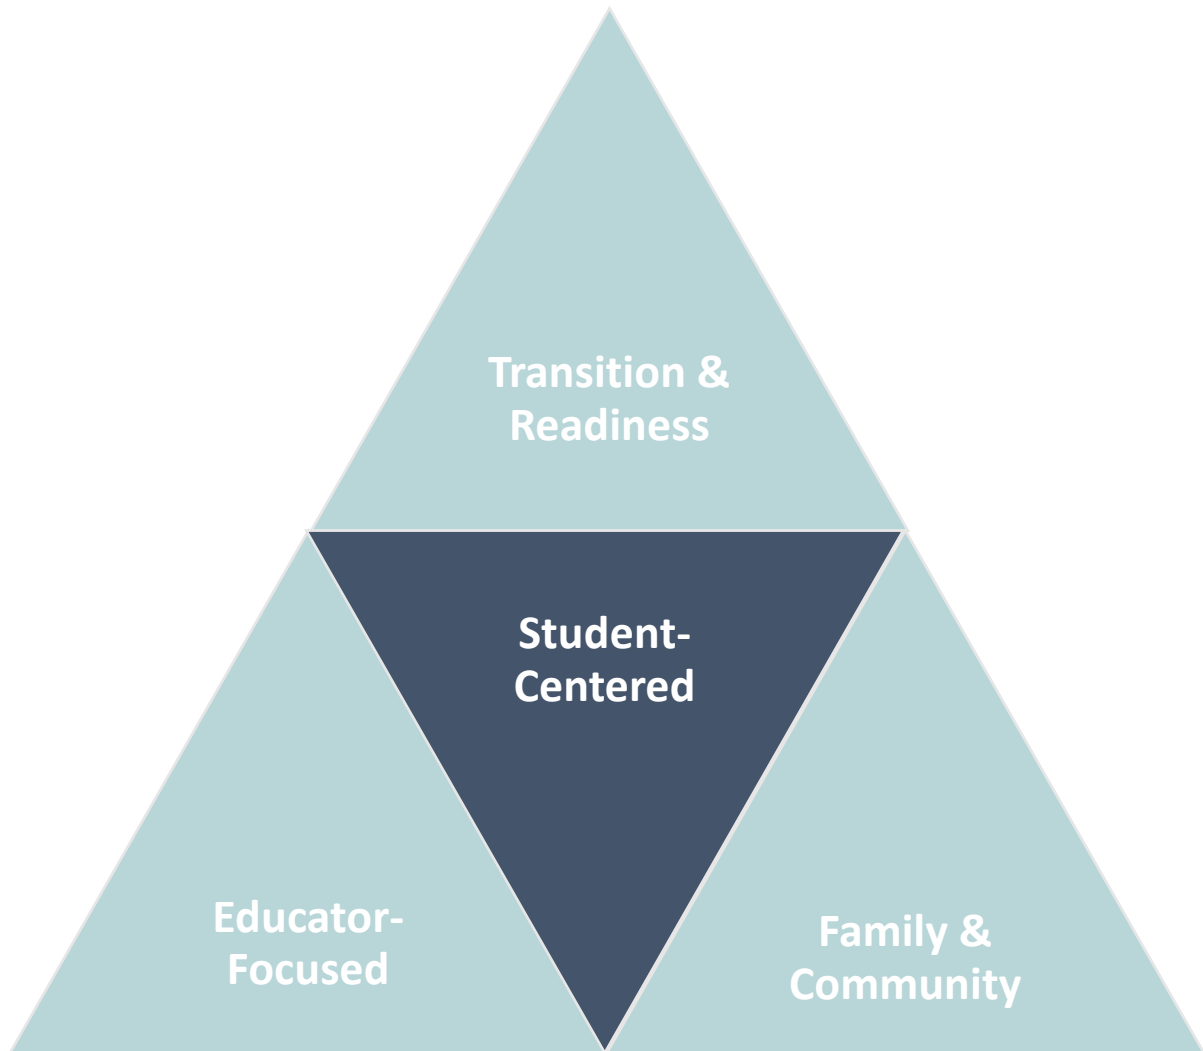 Transition &
Readiness
Student-
Centered
Educator-
Focused
Family &
Community